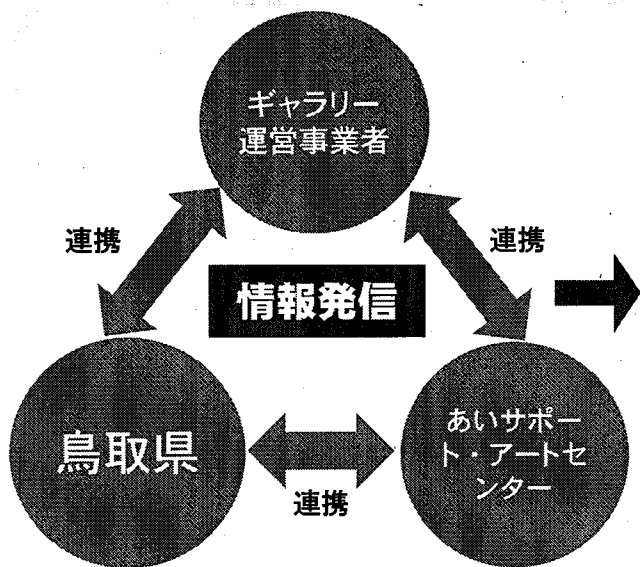 ギャラリー
運営事業者
連携
連携
情報発信
鳥取県
あいサポー
ト・アートセ
ンター
連携